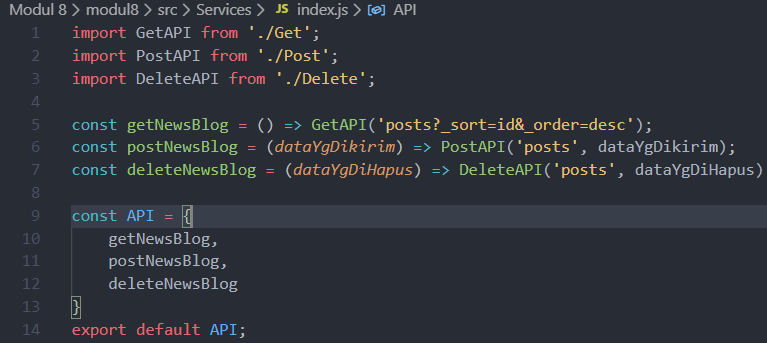 Modul 8 > modul8 > src > Services > JS index.js > API
1 import GetAPI from './Get';
2 import PostAPI from './Post';
3 import DeleteAPI from './Delete';
4
5 const getNewsBlog = () => GetAPI('posts?_sort=id&_order=desc');
6 const postNewsBlog = (dataYgDikirim) => PostAPI('posts', dataYgDikirim);
7 const deleteNewsBlog = (dataYgDiHapus) => DeleteAPI('posts', dataYgDiHapus)
8
9 const API = {
10     getNewsBlog,
11     postNewsBlog,
12     deleteNewsBlog
13 }
14 export default API;